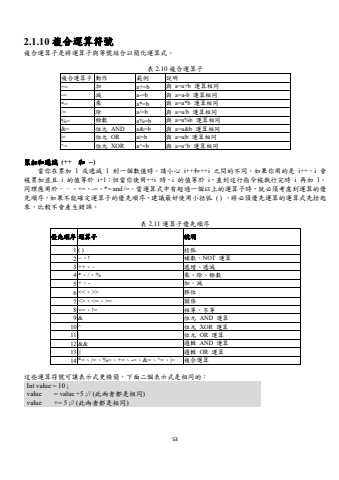 2.1.10 複合運算符號
複合運算子是將運算子與等號結合以簡化運算式。
表 2.10 複合運算子
複合運算子 動作 範例 說明
+= 加 a+=b 與 a=a+b 運算相同
-= 減 a-=b 與 a=a-b 運算相同
*= 乘 a*=b 與 a=a*b 運算相同
/= 除 a/=b 與 a=a/b 運算相同
%= 餘數 a%=b 與 a=a%b 運算相同
&= 位元 AND a&=b 與 a=a&b 運算相同
|= 位元 OR a|=b 與 a=a|b 運算相同
^= 位元 XOR a^=b 與 a=a^b 運算相同
累加和遞減 (++ 和 --)
當你在累加 1 或遞減 1 到一個數值時，請小心 i++和++i 之間的不同。如果你用的是 i++，i 會
被累加並且 i 的值等於 i+1；但當你使用++i 時，i 的值等於 i，直到這行指令被執行完時 i 再加 1。
同理應用於– –、+=、-=、*= and /=。當運算式中有超過一個以上的運算子時，就必須考慮到運算的優
先順序，如果不能確定運算子的優先順序，建議最好使用小括弧 ( ) ，將必須優先運算的運算式先括起
來，比較不會產生錯誤。
表 2.11 運算子優先順序
優先順序 運算子 說明
1 ( ) 括弧
2 ~、! 補數、NOT 運算
3 ++、-- 遞增、遞減
4 *、/、% 乘、除、餘數
5 +、- 加、減
6 <<、>> 移位
7 <>、<=、>= 關係
8 ==、!= 相等、不等
9 & 位元 AND 運算
10 ^ 位元 XOR 運算
11 | 位元 OR 運算
12 && 邏輯 AND 運算
13 || 邏輯 OR 運算
14 *=、/=、%=、+=、-=、&=、^=、|= 複合運算
這些運算符號可讓表示式更精簡，下面二個表示式是相同的：
Int value = 10 ;
value = value +5 ;// (此兩者都是相同)
value += 5 ;// (此兩者都是相同)
53